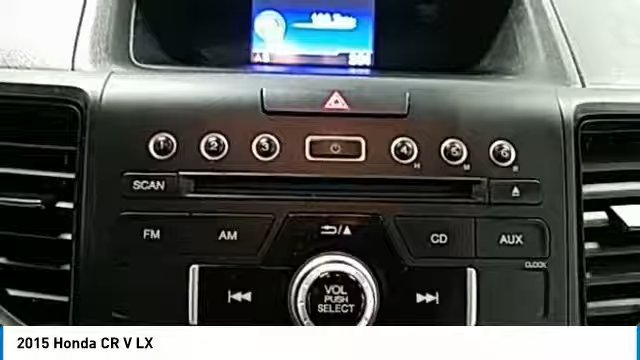 1 2 3 4 5 6
H M R
SCAN
FM AM CD AUX
CLOCK
VOL
PUSH
SELECT
2015 Honda CR V LX